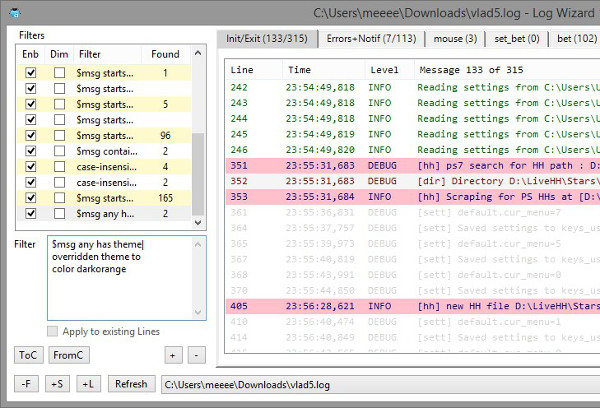 C:\Users\meeee\Downloads\vlad5.log - Log Wizard
Filters
Enb Dim Filter Found
$msg starts... 1
$msg starts...
$msg starts... 5
$msg starts...
$msg starts... 96
$msg contai... 2
case-insensi... 4
case-insensi... 2
$msg starts... 165
$msg any h... 2
Filter
$msg any has theme
overridden theme to
color darkorange
Apply to existing Lines
ToC FromC + -
-F +S +L Refresh C:\Users\meeee\Downloads\vlad5.log
Init/Exit (133/315) Errors+Notif (7/113) mouse (3) set_bet (0) bet (102)
Line Time Level Message 133 of 315
242 23:54:49,818 INFO Reading settings from C:\Users\U
243 23:54:49,818 INFO Reading settings from C:\Users\U
244 23:54:49,818 INFO Reading settings from C:\Users\U
245 23:54:49,819 INFO Reading settings from C:\Users\U
246 23:54:49,820 INFO Reading settings from C:\Users\U
351 23:55:31,683 DEBUG [hh] ps7 search for HH path : D:
352 23:55:31,683 DEBUG [dir] Directory D:\LiveHH\Stars
353 23:55:31,684 INFO [hh] Scraping for PS HHs at [D:
361 23:55:36,831 DEBUG [sett] default.cur_menu=7
364 23:55:37,757 DEBUG [sett] Saved settings to keys_us
365 23:55:39,973 DEBUG [sett] default.cur_menu=5
367 23:55:40,820 DEBUG [sett] Saved settings to keys_us
368 23:55:43,591 DEBUG [sett] default.cur_menu=0
370 23:55:44,850 DEBUG [sett] Saved settings to keys_us
405 23:56:28,621 INFO [hh] new HH file D:\LiveHH\Stars
410 23:56:40,474 DEBUG [sett] default.cur_menu=1
414 23:56:40,849 DEBUG [sett] Saved settings to keys_us